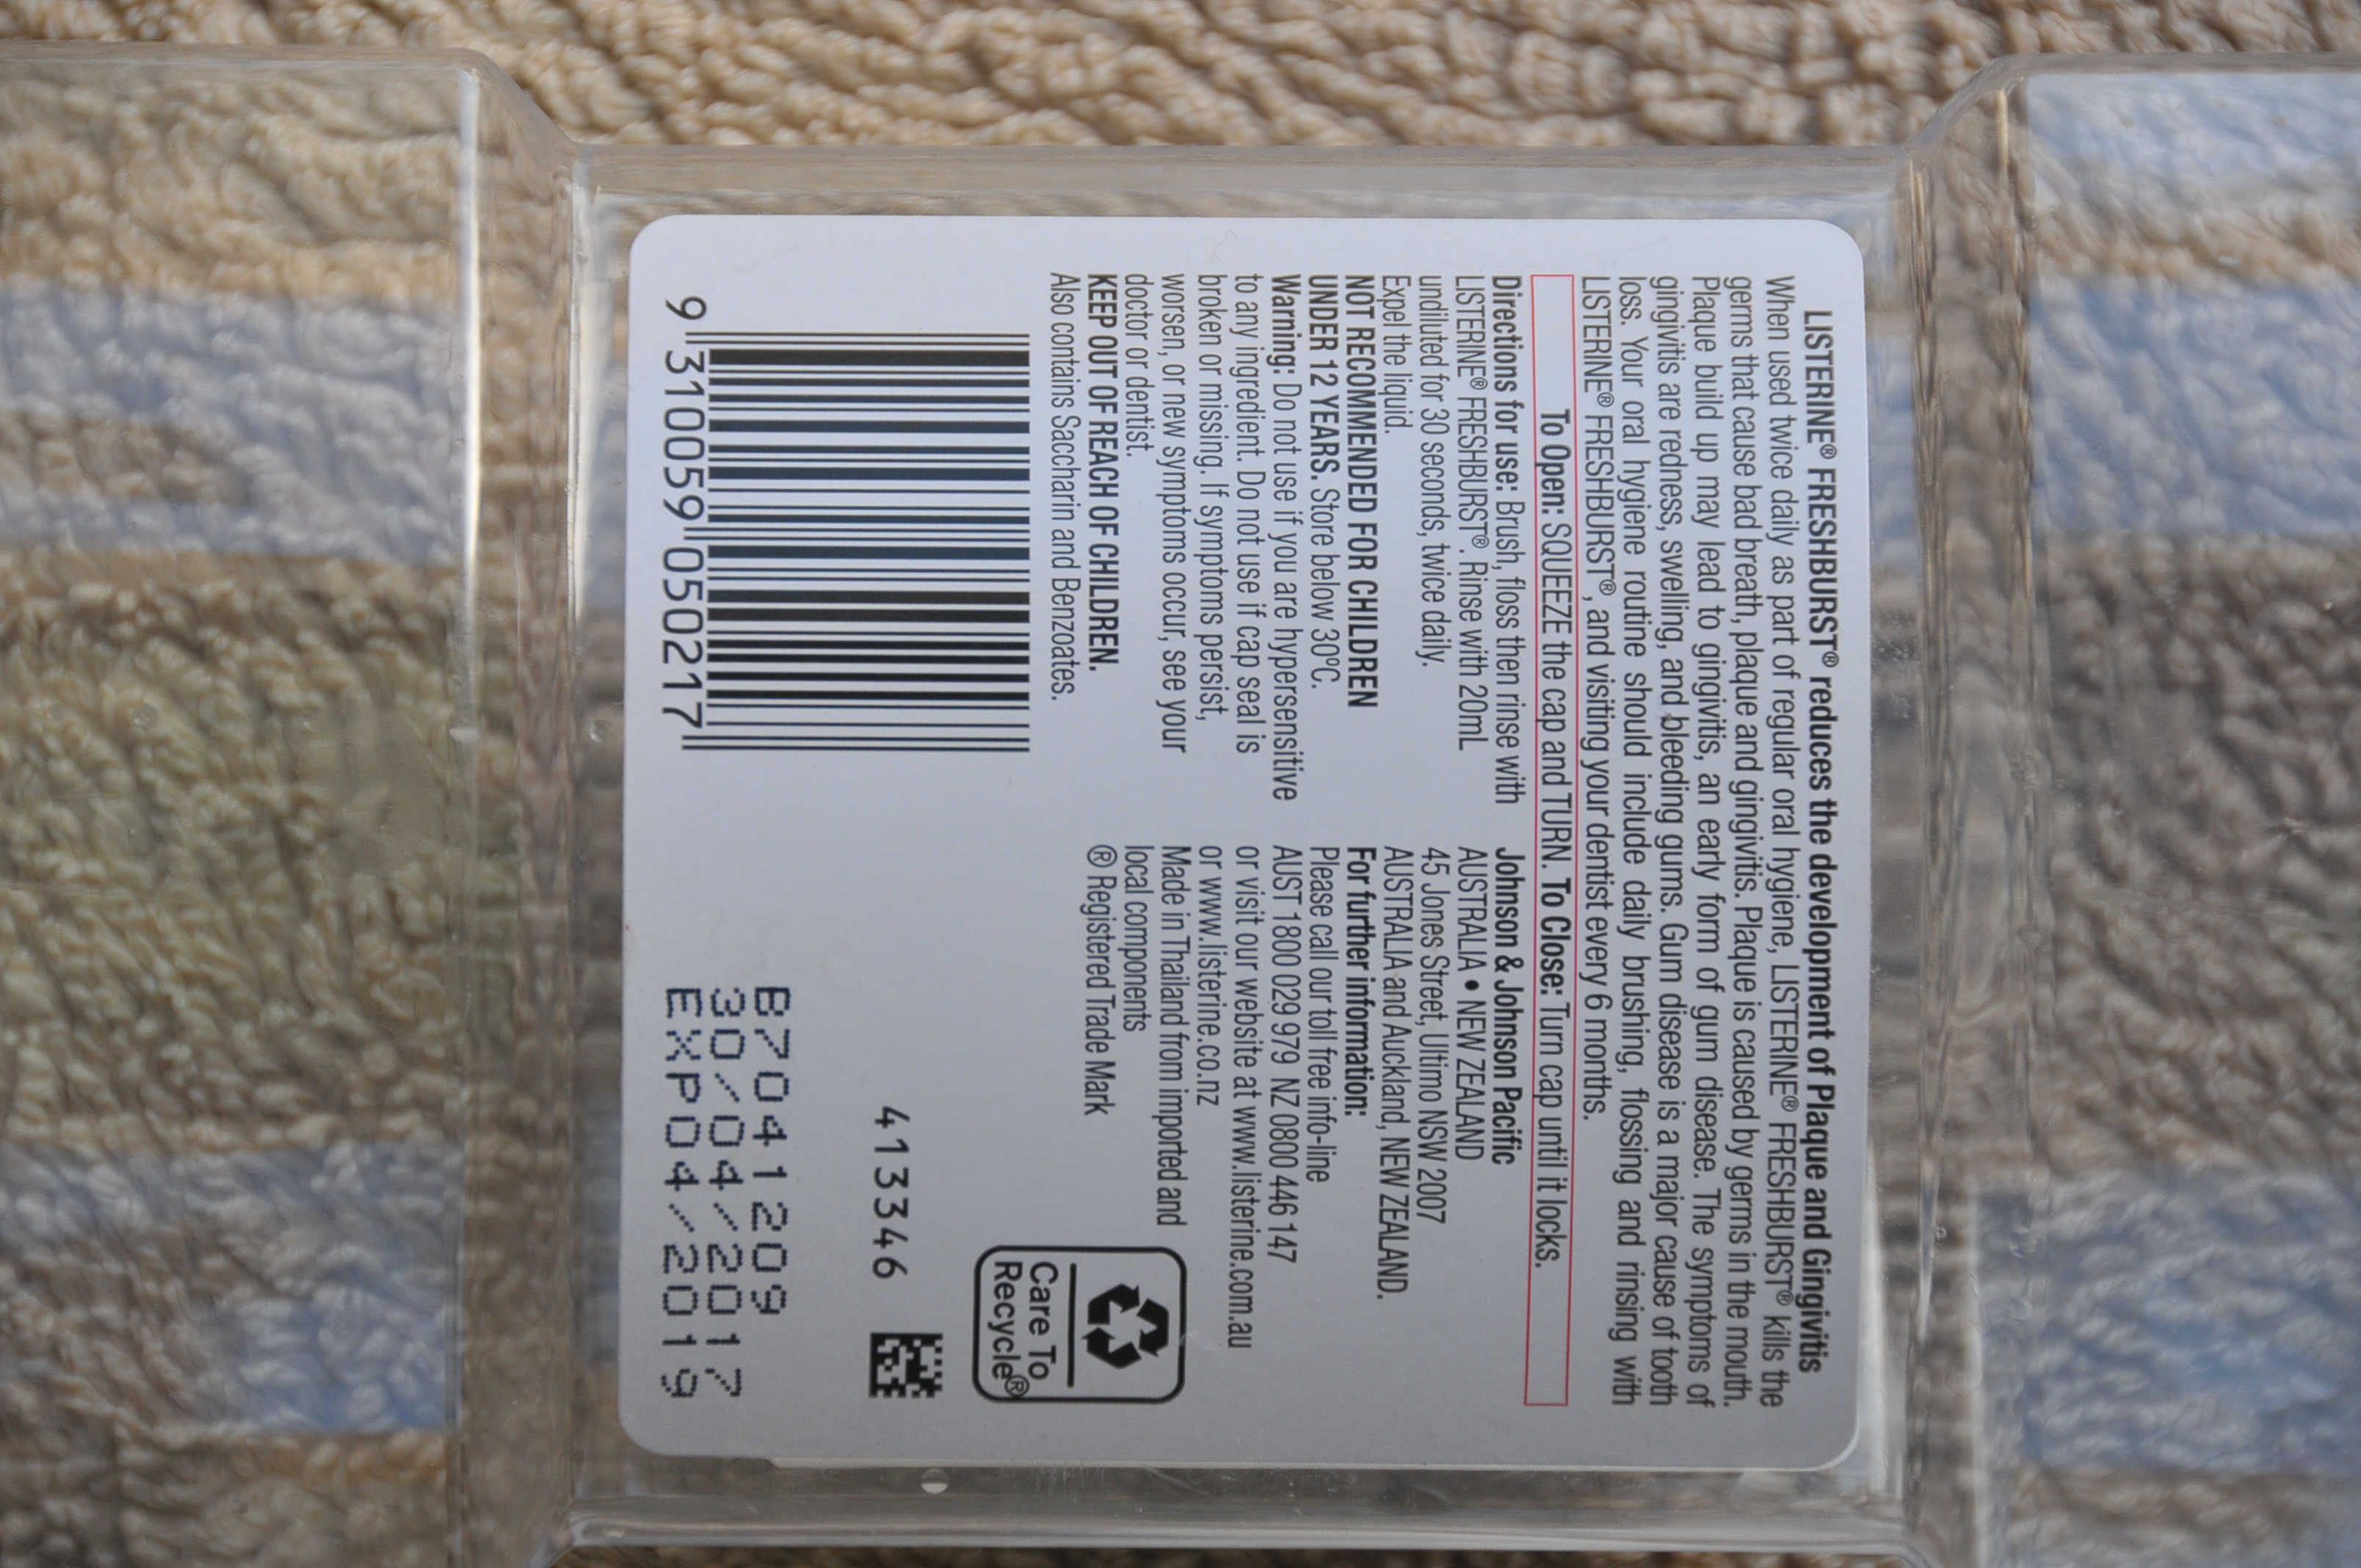 LISTERINE® FRESHBURST® reduces the development of Plaque and Gingivitis
When used twice daily as part of regular oral hygiene, LISTERINE® FRESHBURST® kills the
germs that cause bad breath, plaque and gingivitis. Plaque is caused by germs in the mouth.
Plaque build up may lead to gingivitis, an early form of gum disease. The symptoms of
gingivitis are redness, swelling, and bleeding gums. Gum disease is a major cause of tooth
loss. Your oral hygiene routine should include daily brushing, flossing and rinsing with
LISTERINE® FRESHBURST®, and visiting your dentist every 6 months.
To Open: SQUEEZE the cap and TURN. To Close: Turn cap until it locks.
Directions for use: Brush, floss then rinse with
LISTERINE® FRESHBURST®. Rinse with 20mL
undiluted for 30 seconds, twice daily.
Expel the liquid.
NOT RECOMMENDED FOR CHILDREN
UNDER 12 YEARS. Store below 30°C.
Warning: Do not use if you are hypersensitive
to any ingredient. Do not use if cap seal is
broken or missing. If symptoms persist,
worsen, or new symptoms occur, see your
doctor or dentist.
KEEP OUT OF REACH OF CHILDREN.
Also contains Saccharin and Benzoates.
9 310059 050217
Johnson & Johnson Pacific
AUSTRALIA • NEW ZEALAND
45 Jones Street, Ultimo NSW 2007
AUSTRALIA and Auckland, NEW ZEALAND.
For further information:
Please call our toll free info-line
AUST 1800 029 979 NZ 0800 446 147
or visit our website at www.listerine.com.au
or www.listerine.co.nz
Made in Thailand from imported and
local components
® Registered Trade Mark
Care To
Recycle®
413346
B7041209
30/04/2017
EXP04/2019